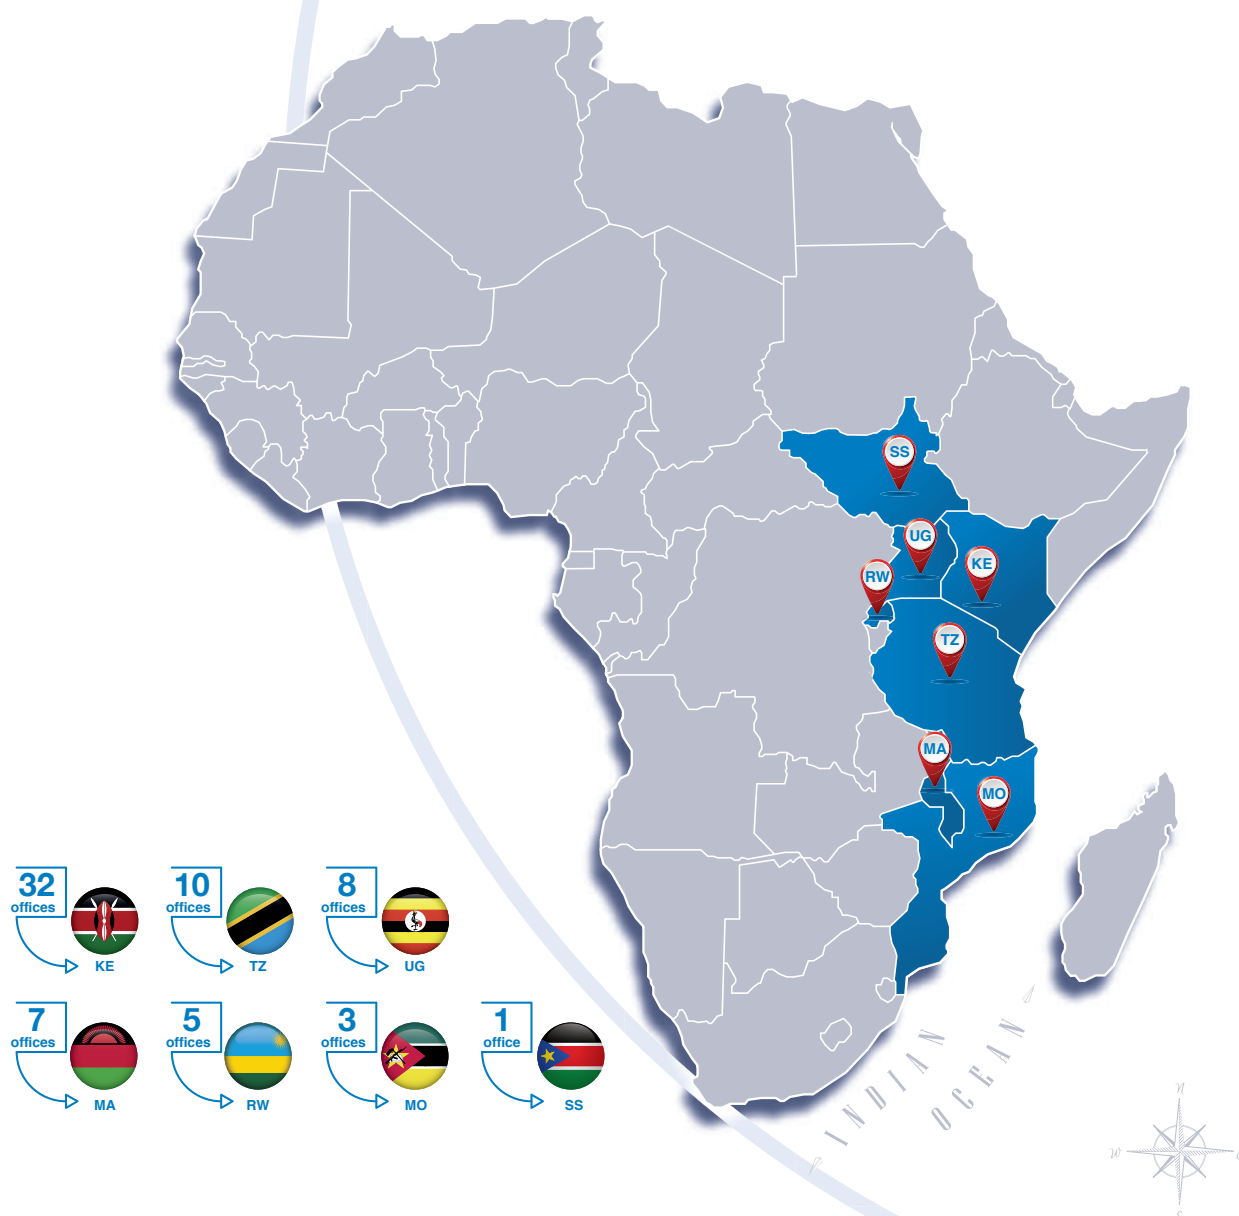 SS
UG
KE
RW
TZ
MA
MO
32
offices
KE
10
offices
TZ
8
offices
UG
7
offices
MA
5
offices
RW
3
offices
MO
1
office
SS
INDIAN
OCEAN
N
W
S